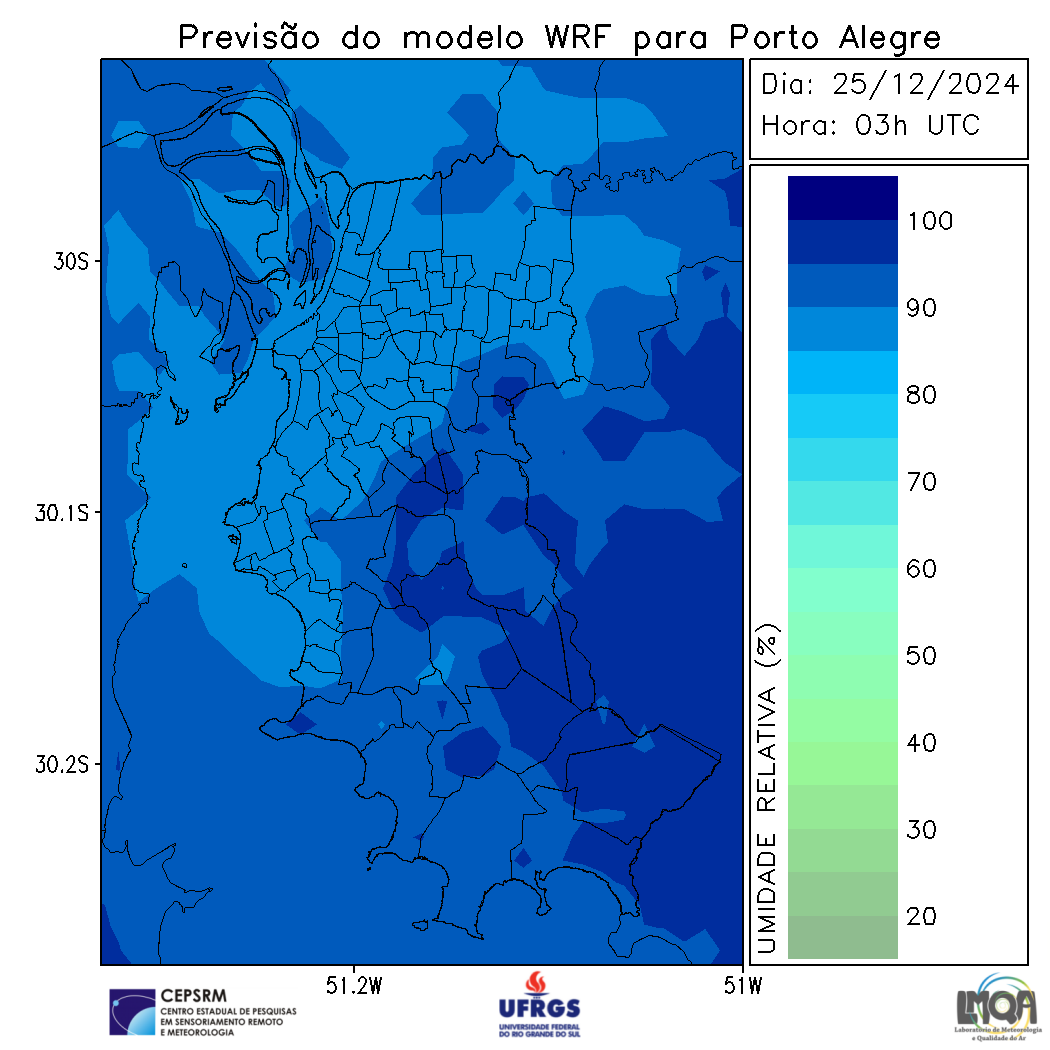 Previsão do modelo WRF para Porto Alegre
Dia: 25/12/2024
Hora: 03h UTC
30S
30.1S
30.2S
51.2W
51W
UMIDADE RELATIVA (%)
100
90
80
70
60
50
40
30
20
CEPSRM
CENTRO ESTADUAL DE PESQUISAS
EM SENSORIAMENTO REMOTO
E METEOROLOGIA
UFRGS
UNIVERSIDADE FEDERAL
DO RIO GRANDE DO SUL
LMQA
Laboratório de Meteorologia
e Qualidade do Ar